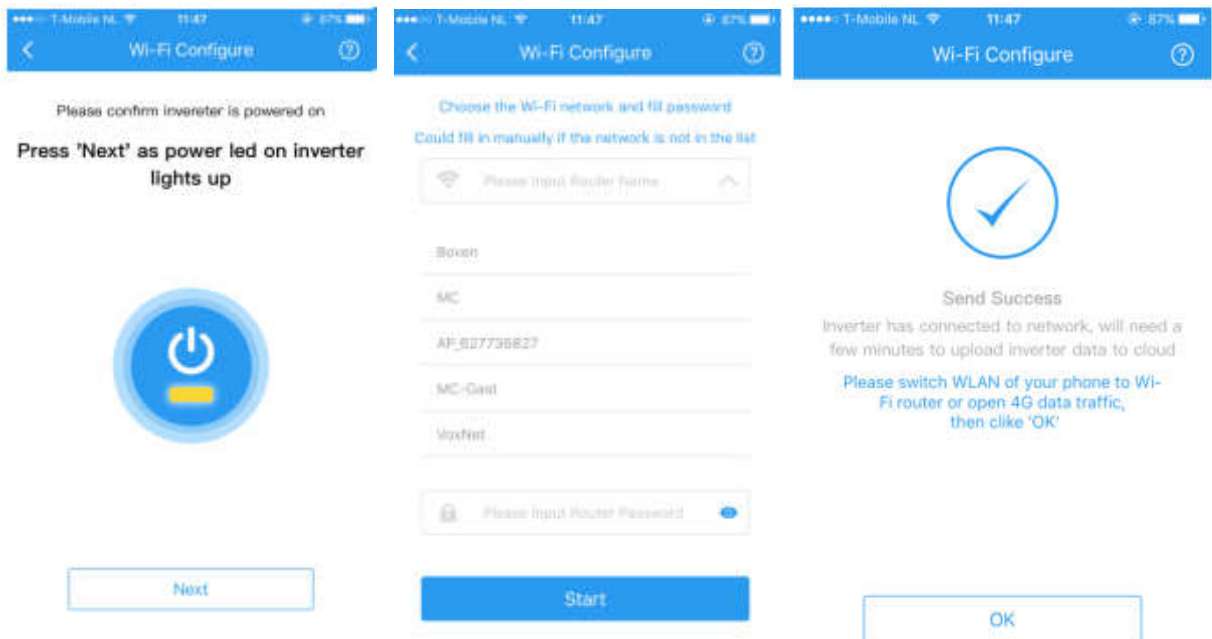 T-Mobile NL 11:47 87%
Wi-Fi Configure
Please confirm invereter is powered on
Press 'Next' as power led on inverter
lights up
Next
T-Mobile NL 11:47 87%
Wi-Fi Configure
Choose the Wi-Fi network and fill password
Could fill in manually if the network is not in the list
Please Input Router Name
Boven
MC
AP_627736827
MC-Gast
VoxNet
Please Input Router Password
Start
T-Mobile NL 11:47 87%
Wi-Fi Configure
Send Success
Inverter has connected to network, will need a
few minutes to upload inverter data to cloud
Please switch WLAN of your phone to Wi-
Fi router or open 4G data traffic,
then clike 'OK'
OK